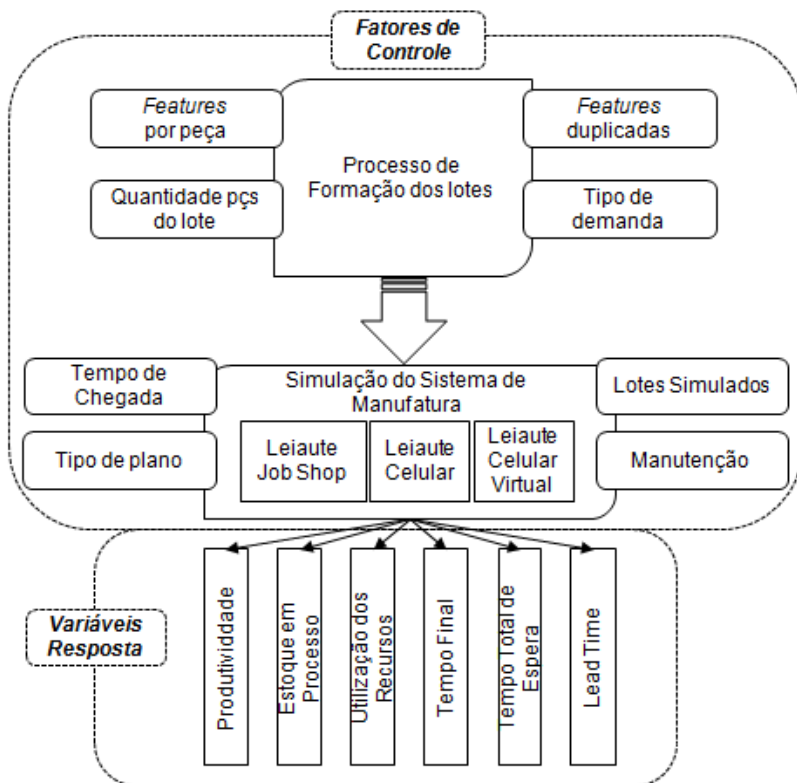 Fatores de
Controle
Features
por peça
Features
duplicadas
Processo de
Formação dos lotes
Quantidade pçs
do lote
Tipo de
demanda
Tempo de
Chegada
Simulação do Sistema de
Manufatura
Lotes Simulados
Tipo de plano
Leiaute
Job Shop
Leiaute
Celular
Leiaute
Celular
Virtual
Manutenção
Variáveis
Resposta
Produtividdade
Estoque em
Processo
Utilização dos
Recursos
Tempo Final
Tempo Total de
Espera
Lead Time